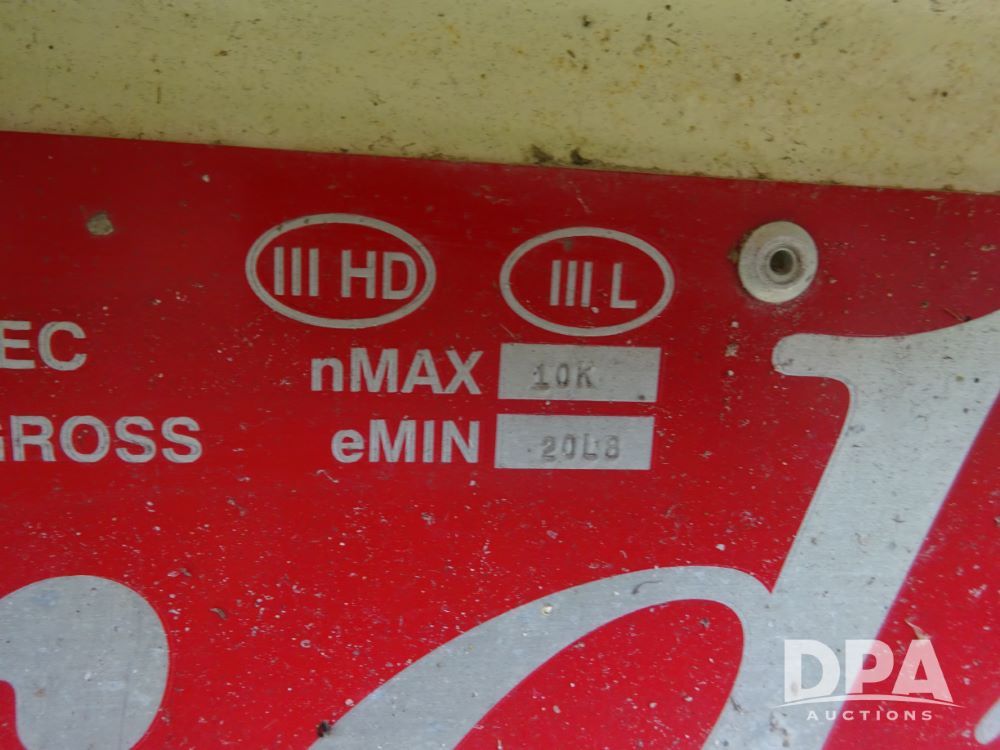 III HD III L
EC nMAX 10K
GROSS eMIN 20LB
DPA
AUCTIONS